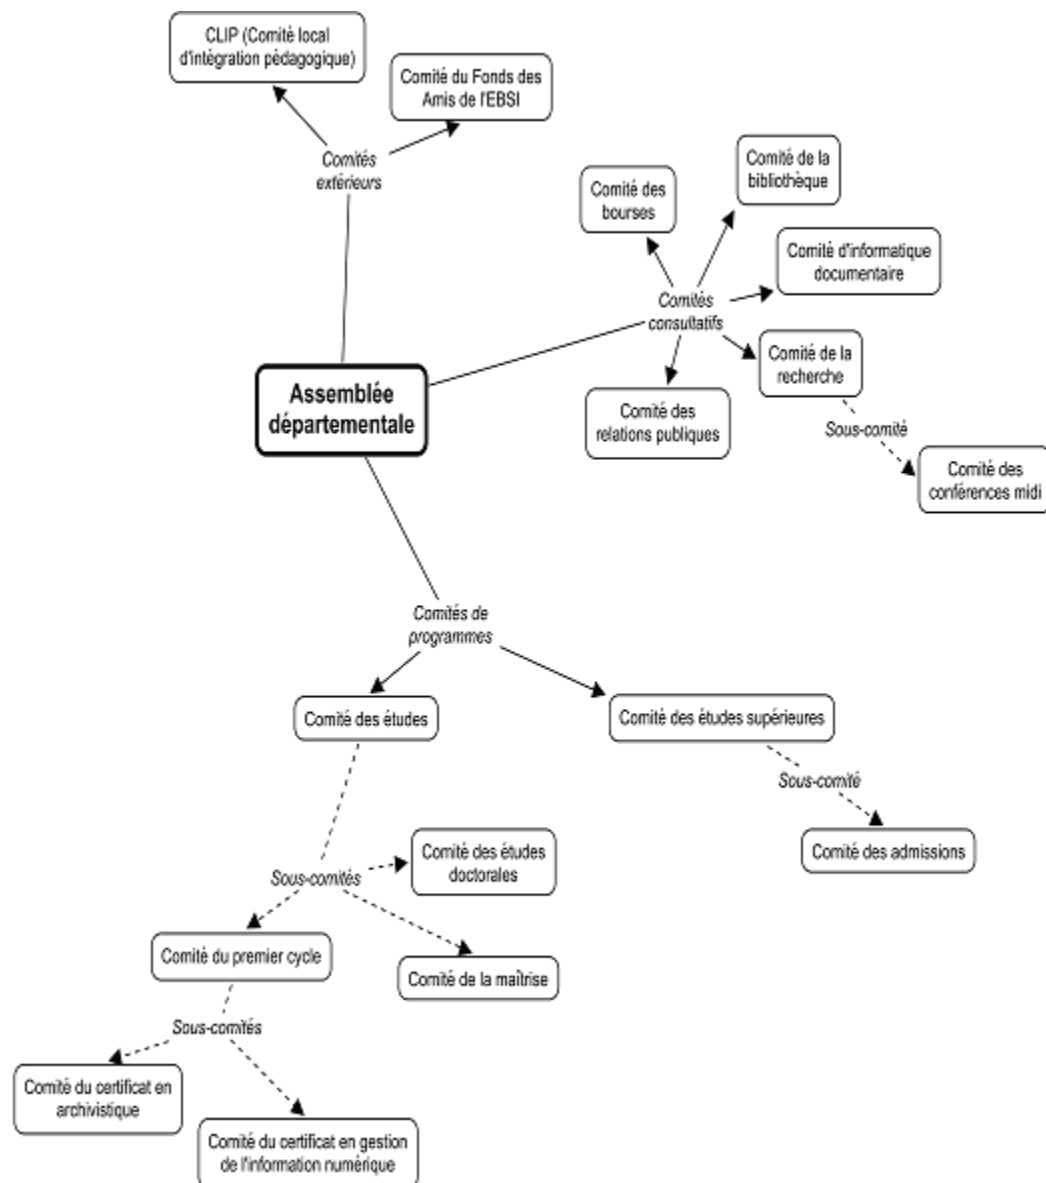 CLIP (Comité local
d'intégration pédagogique)
Comité du Fonds des
Amis de l'EBSI
Comités
extérieurs
Comité de la
bibliothèque
Comité des
bourses
Comité d'informatique
documentaire
Comités
consultatifs
Comité de la
recherche
Assemblée
départementale
Comité des
relations publiques
Sous-comité
Comité des
conférences midi
Comités de
programmes
Comité des études
Comité des études supérieures
Sous-comité
Comité des études
doctorales
Comité des admissions
Sous-comités
Comité du premier cycle
Comité de la maîtrise
Sous-comités
Comité du certificat en
archivistique
Comité du certificat en gestion
de l'information numérique